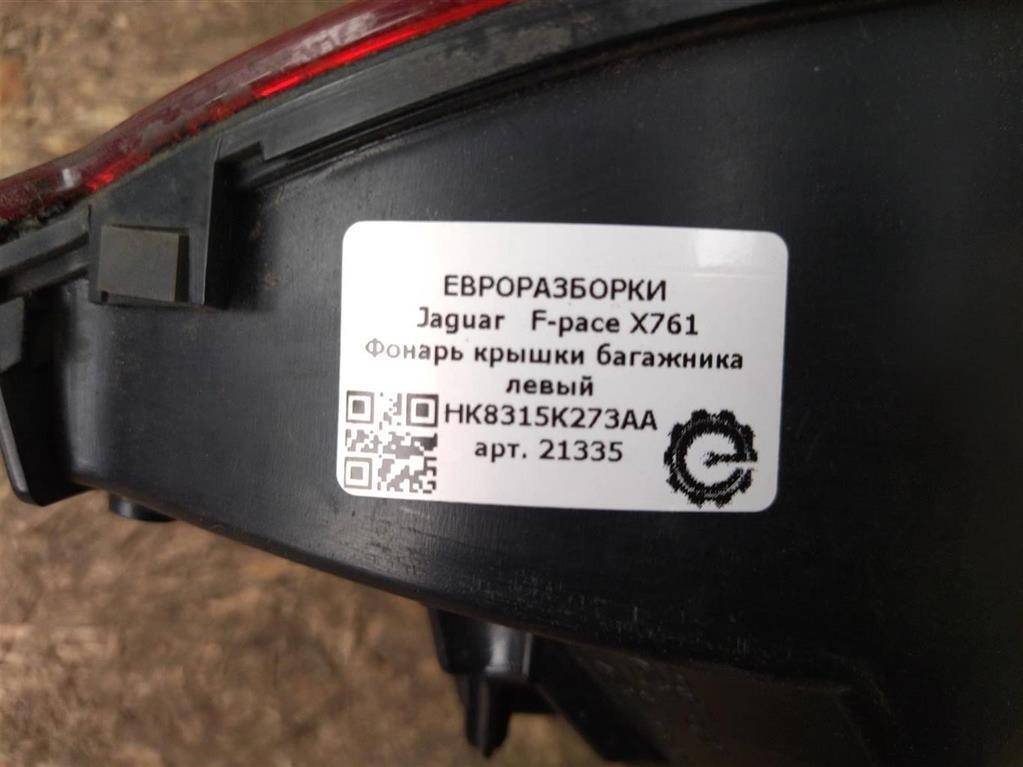 ЕВРОРАЗБОРКИ
Jaguar F-pace X761
Фонарь крышки багажника
левый
HK8315K273AA
арт. 21335